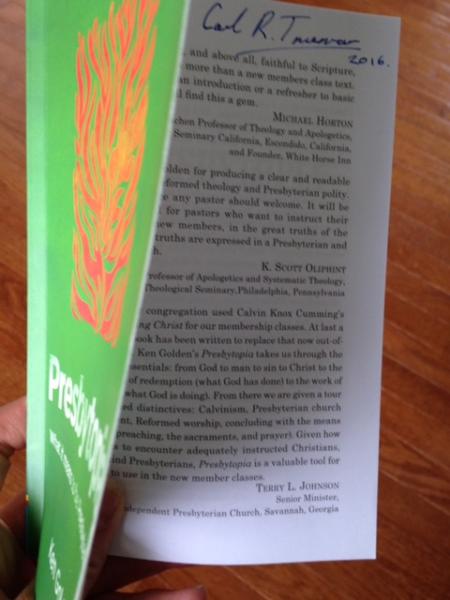 Carl R. Trueman
2016.
, and above all, faithful to Scripture,
more than a new members class text.
an introduction or a refresher to basic
l find this a gem.
MICHAEL HORTON
chen Professor of Theology and Apologetics,
Seminary California, Escondido, California,
and Founder, White Horse Inn
olden for producing a clear and readable
eformed theology and Presbyterian polity.
e any pastor should welcome. It will be
for pastors who want to instruct their
ew members, in the great truths of the
truths are expressed in a Presbyterian and
h.
K. SCOTT OLIPHINT
rofessor of Apologetics and Systematic Theology,
Theological Seminary, Philadelphia, Pennsylvania
congregation used Calvin Knox Cumming's
ng Christ for our membership classes. At last a
ook has been written to replace that now out-of-
. Ken Golden's Presbytopia takes us through the
ssentials: from God to man to sin to Christ to the
of redemption (what God has done) to the work of
what God is doing). From there we are given a tour
ed distinctives: Calvinism, Presbyterian church
nt, Reformed worship, concluding with the means
preaching, the sacraments, and prayer). Given how
s to encounter adequately instructed Christians,
ind Presbyterians, Presbytopia is a valuable tool for
to use in the new member classes.
TERRY L. JOHNSON
Senior Minister,
dependent Presbyterian Church, Savannah, Georgia
Presbytop
Ken G